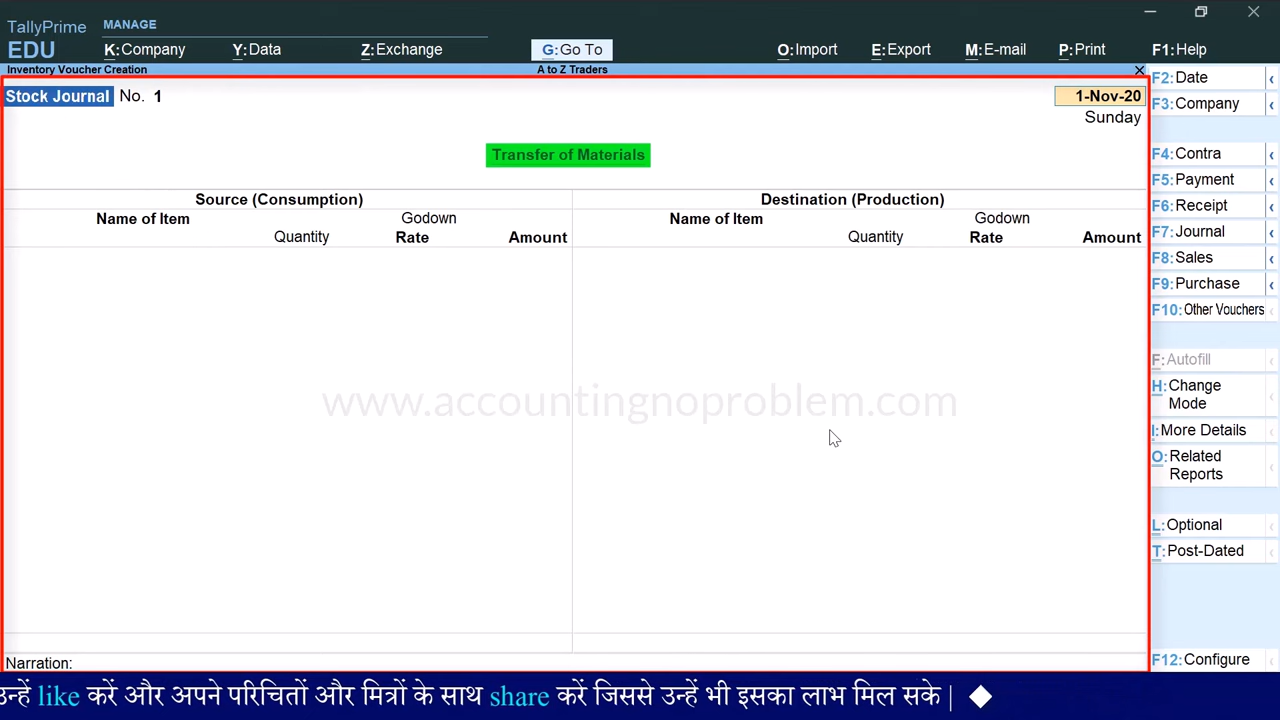 TallyPrime
EDU
MANAGE
K:Company Y:Data Z:Exchange G:Go To O:Import E:Export M:E-mail P:Print F1:Help
Inventory Voucher Creation A to Z Traders
Stock Journal No. 1 1-Nov-20
Sunday
Transfer of Materials
Source (Consumption) Destination (Production)
Name of Item Godown Name of Item Godown
Quantity Rate Amount Quantity Rate Amount
www.accountingnoproblem.com
Narration:
F2:Date
F3:Company
F4:Contra
F5:Payment
F6:Receipt
F7:Journal
F8:Sales
F9:Purchase
F10:Other Vouchers
F:Autofill
H:Change
Mode
I:More Details
O:Related
Reports
L:Optional
T:Post-Dated
F12:Configure
उन्हें like करें और अपने परिचितों और मित्रों के साथ share करें जिससे उन्हें भी इसका लाभ मिल सके |